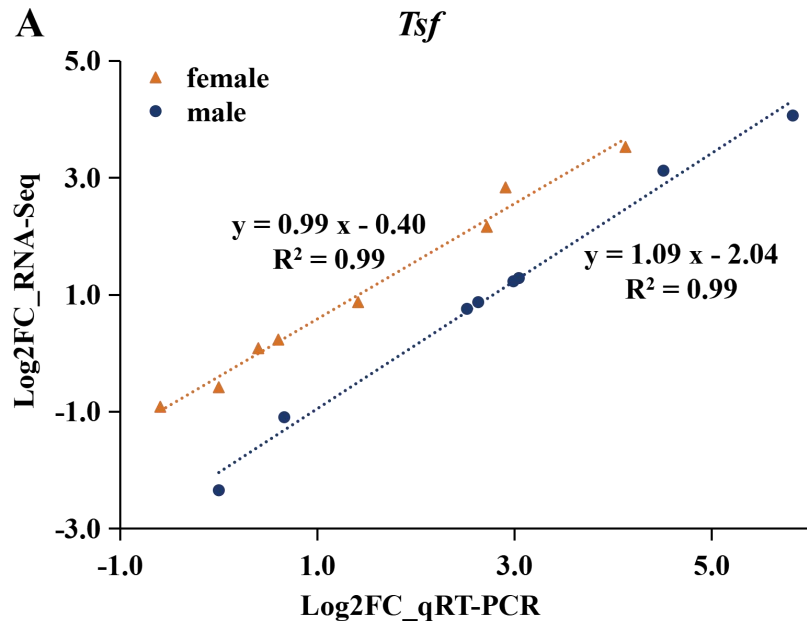 A
Tsf
5.0
female
male
3.0
y = 0.99 x - 0.40
R² = 0.99
y = 1.09 x - 2.04
R² = 0.99
1.0
-1.0
-3.0
-1.0
1.0
3.0
5.0
Log2FC_RNA-Seq
Log2FC_qRT-PCR